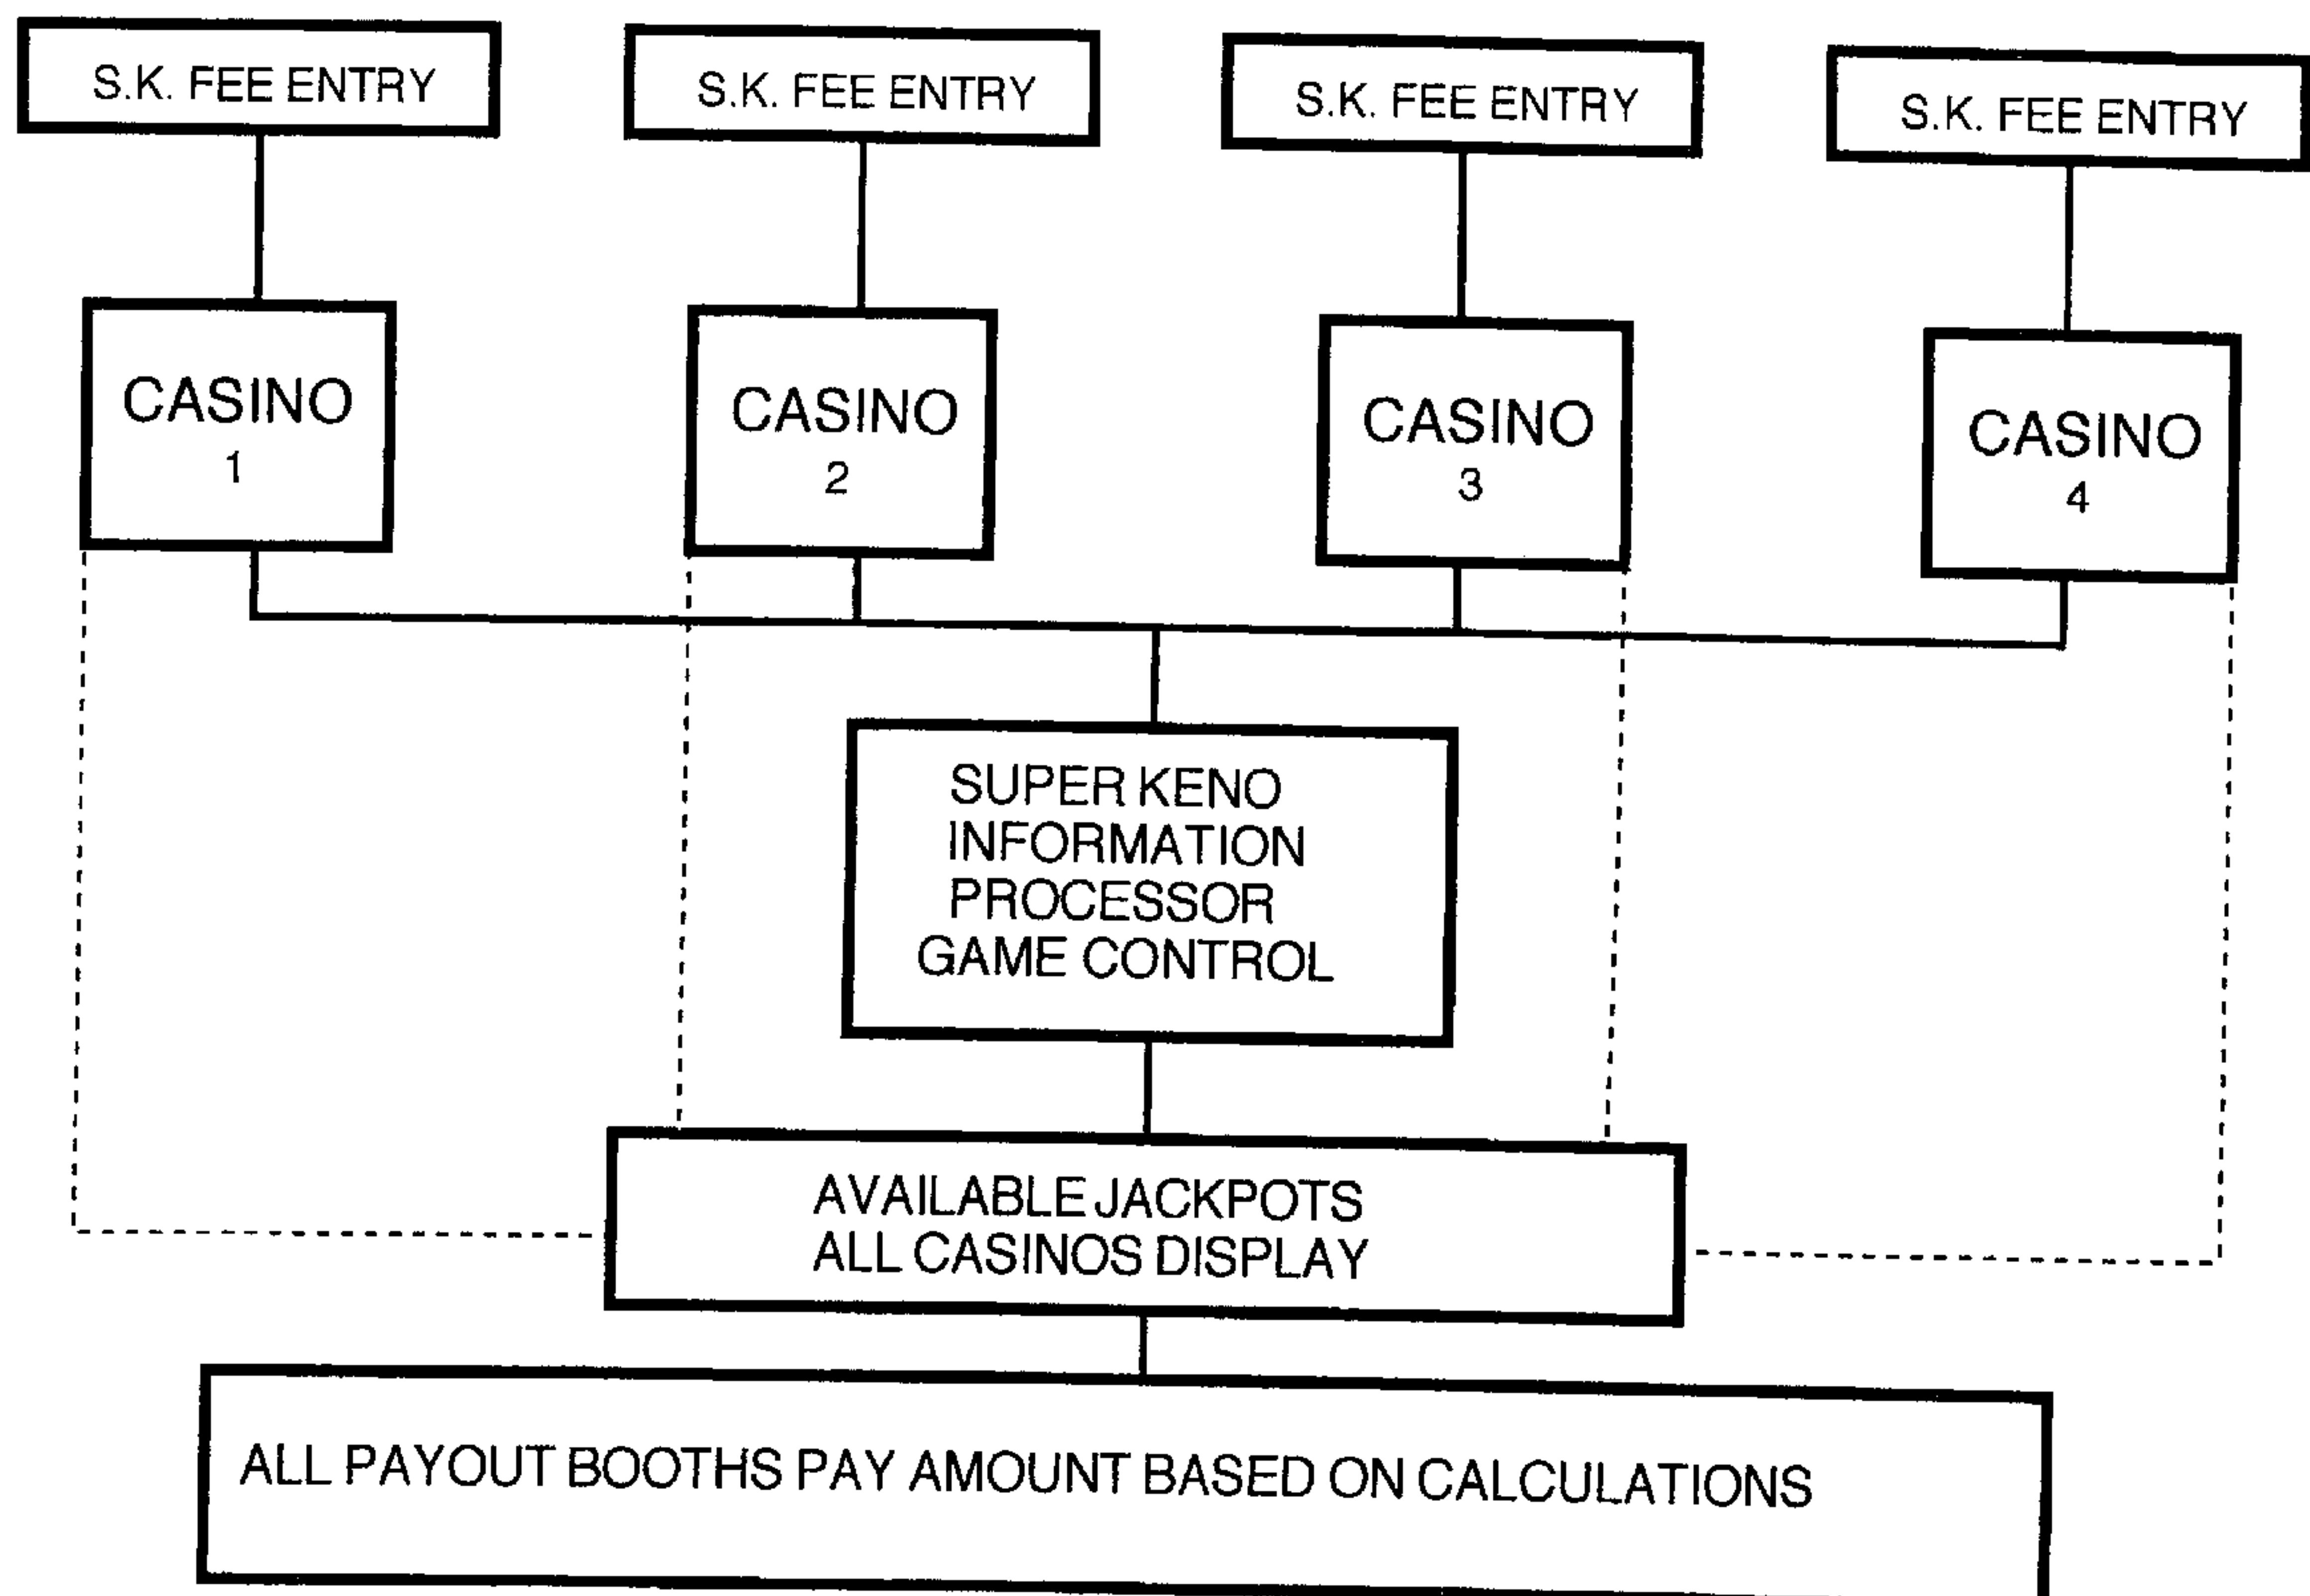 S.K. FEE ENTRY
S.K. FEE ENTRY
S.K. FEE ENTRY
S.K. FEE ENTRY
CASINO
1
CASINO
2
CASINO
3
CASINO
4
SUPER KENO
INFORMATION
PROCESSOR
GAME CONTROL
AVAILABLE JACKPOTS
ALL CASINOS DISPLAY
ALL PAYOUT BOOTHS PAY AMOUNT BASED ON CALCULATIONS